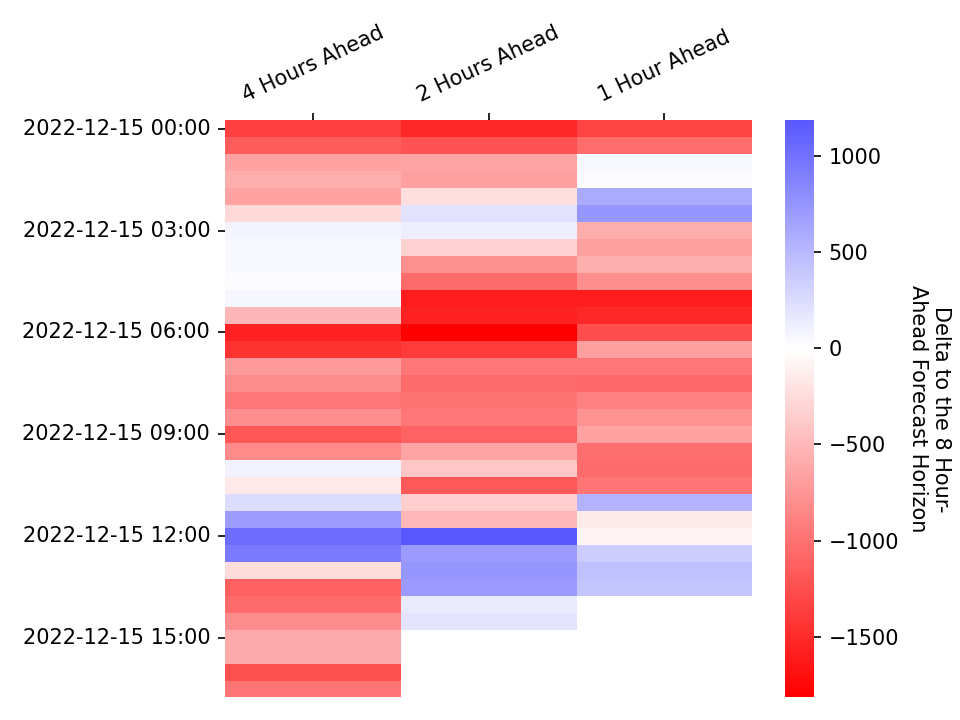 4 Hours Ahead
2 Hours Ahead
1 Hour Ahead
2022-12-15 00:00
2022-12-15 03:00
2022-12-15 06:00
2022-12-15 09:00
2022-12-15 12:00
2022-12-15 15:00
1000
500
0
−500
−1000
−1500
Delta to the 8 Hour-
Ahead Forecast Horizon